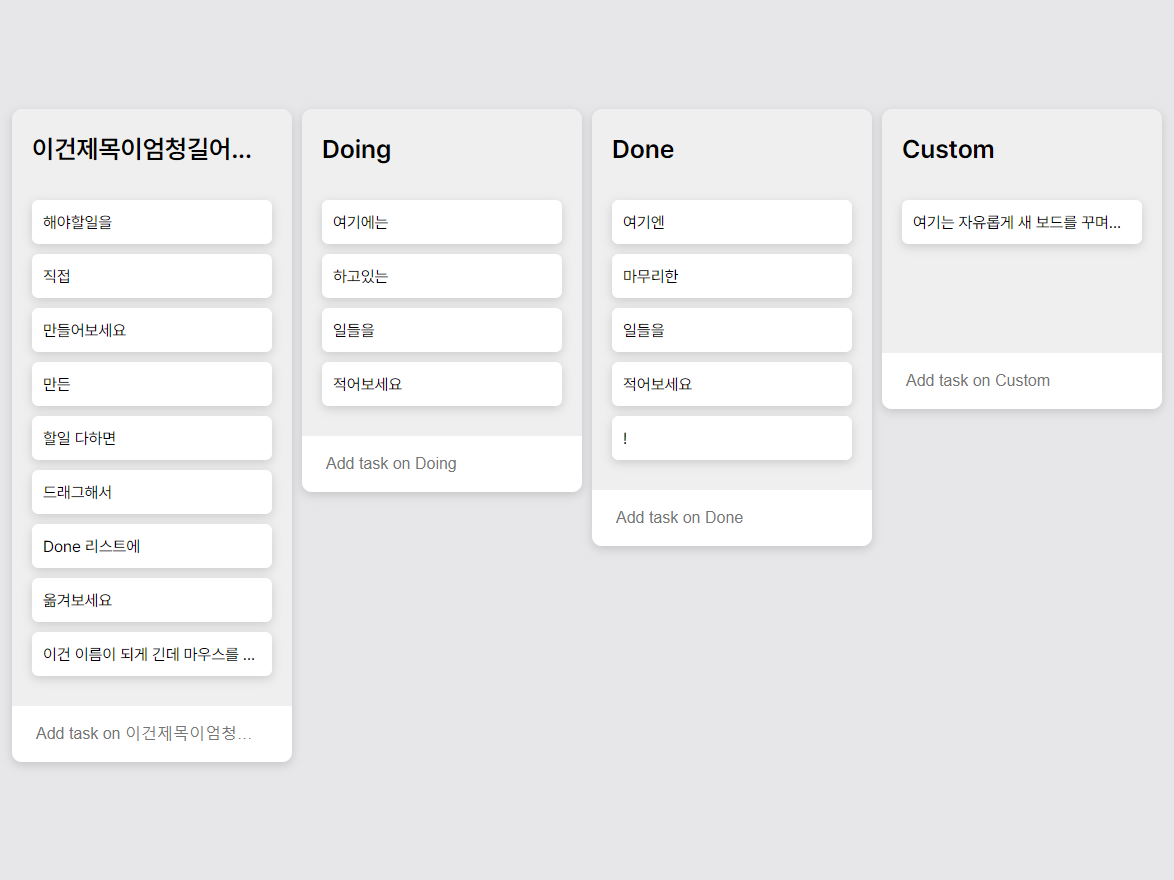 이건제목이엄청길어...
해야할일을
직접
만들어보세요
만든
할일 다하면
드래그해서
Done 리스트에
옮겨보세요
이건 이름이 되게 긴데 마우스를 ...
Add task on 이건제목이엄청...
Doing
여기에는
하고있는
일들을
적어보세요
Add task on Doing
Done
여기엔
마무리한
일들을
적어보세요
!
Add task on Done
Custom
여기는 자유롭게 새 보드를 꾸며...
Add task on Custom